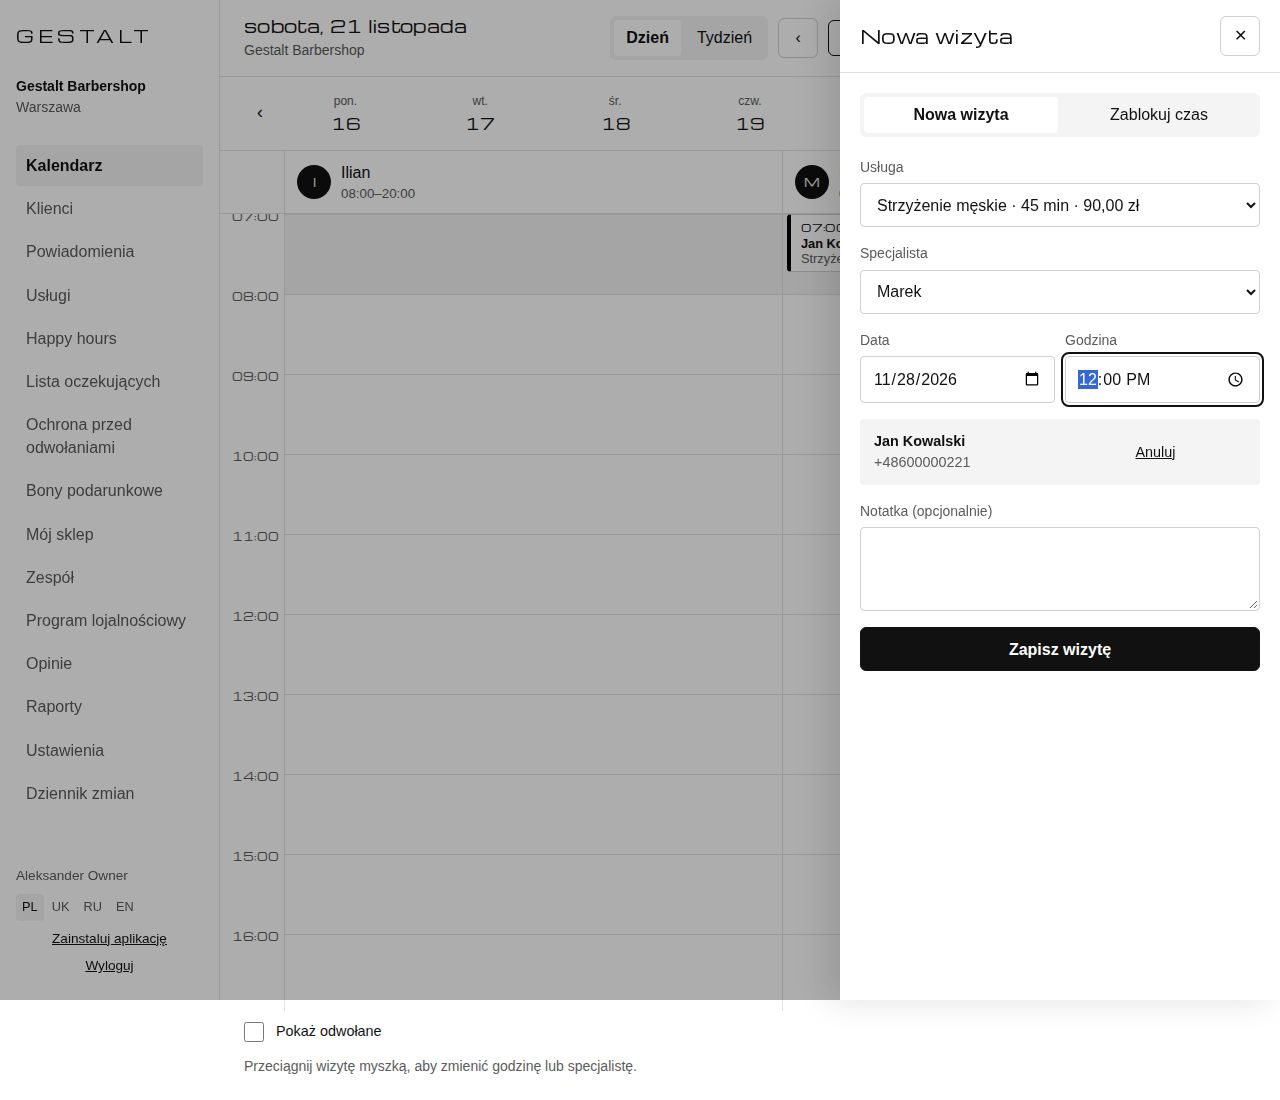 GESTALT
Gestalt Barbershop
Warszawa
Kalendarz
Klienci
Powiadomienia
Usługi
Happy hours
Lista oczekujących
Ochrona przed
odwołaniami
Bony podarunkowe
Mój sklep
Zespół
Program lojalnościowy
Opinie
Raporty
Ustawienia
Dziennik zmian
Aleksander Owner
PL UK RU EN
Zainstaluj aplikację
Wyloguj
sobota, 21 listopada
Gestalt Barbershop
Dzień Tydzień ‹
‹ pon. wt. śr. czw.
16 17 18 19
I Ilian M
08:00–20:00
07:00
07:00
Jan Ko
Strzyże
08:00
09:00
10:00
11:00
12:00
13:00
14:00
15:00
16:00
Pokaż odwołane
Przeciągnij wizytę myszką, aby zmienić godzinę lub specjalistę.
Nowa wizyta ✕
Nowa wizyta Zablokuj czas
Usługa
Strzyżenie męskie · 45 min · 90,00 zł
Specjalista
Marek
Data Godzina
11/28/2026 12:00 PM
Jan Kowalski
+48600000221
Anuluj
Notatka (opcjonalnie)
Zapisz wizytę